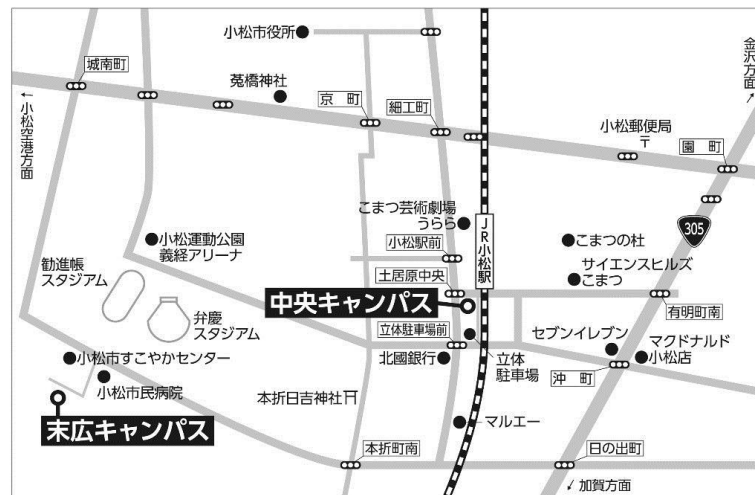 小松市役所
城南町
金沢方面
→
莵橋神社
←小松空港方面
京 町
細工町
小松郵便局
〒
園 町
305
こまつ芸術劇場
うらら
JR小松駅
小松運動公園
義経アリーナ
小松駅前
こまつの杜
サイエンスヒルズ
こまつ
勧進帳
スタジアム
土居原中央
中央キャンパス
有明町南
弁慶
スタジアム
立体駐車場前
セブンイレブン
マクドナルド
小松店
小松市すこやかセンター
北國銀行
立体
駐車場
沖 町
小松市民病院
本折日吉神社
末広キャンパス
マルエー
本折町南
日の出町
←加賀方面